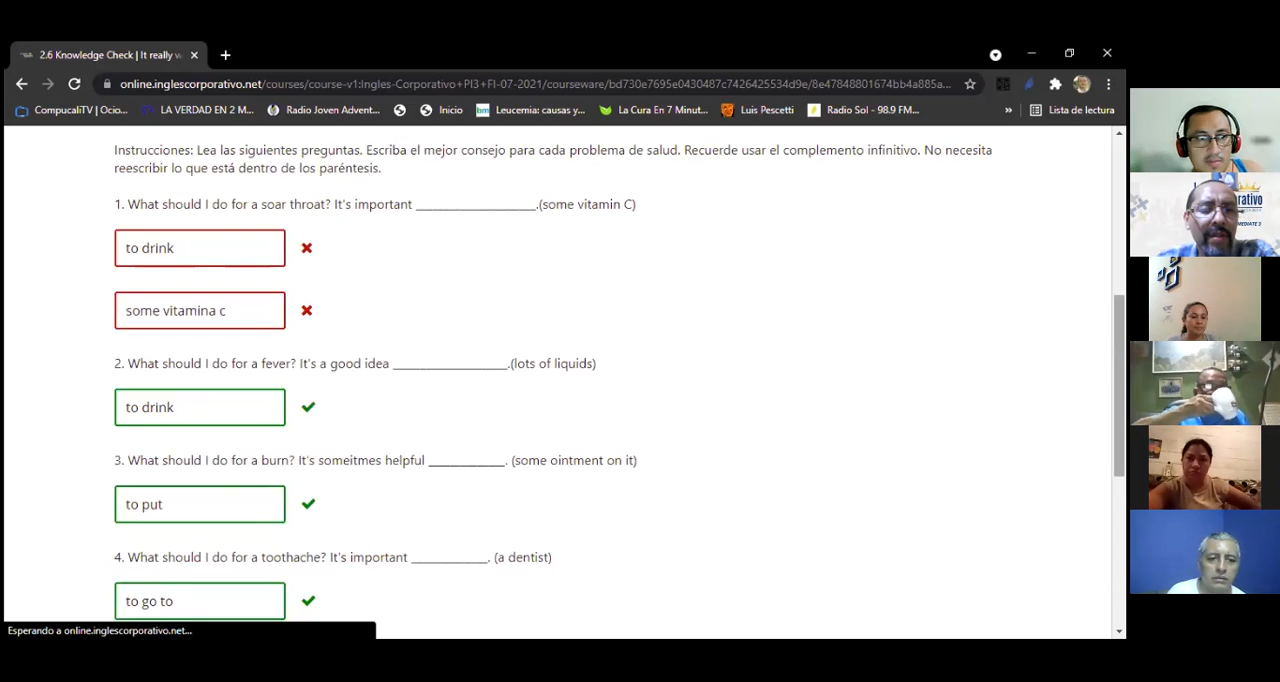 2.6 Knowledge Check | It really v
online.inglescorporativo.net/courses/course-v1:Ingles-Corporativo+PI3+FI-07-2021/courseware/bd730e7695e0430487c7426425534d9e/8e47848801674bb4a885a...
CompucaliTV | Ocio... LA VERDAD EN 2 M... Radio Joven Advent... Inicio bm Leucemia: causas y... La Cura En 7 Minut... Luis Pescetti Radio Sol - 98.9 FM... » Lista de lectura
Instrucciones: Lea las siguientes preguntas. Escriba el mejor consejo para cada problema de salud. Recuerde usar el complemento infinitivo. No necesita
reescribir lo que está dentro de los paréntesis.
1. What should I do for a soar throat? It's important ____________________.(some vitamin C)
to drink
some vitamina c
2. What should I do for a fever? It's a good idea ___________________.(lots of liquids)
to drink
3. What should I do for a burn? It's someitmes helpful ____________. (some ointment on it)
to put
4. What should I do for a toothache? It's important ____________. (a dentist)
to go to
Esperando a online.inglescorporativo.net...